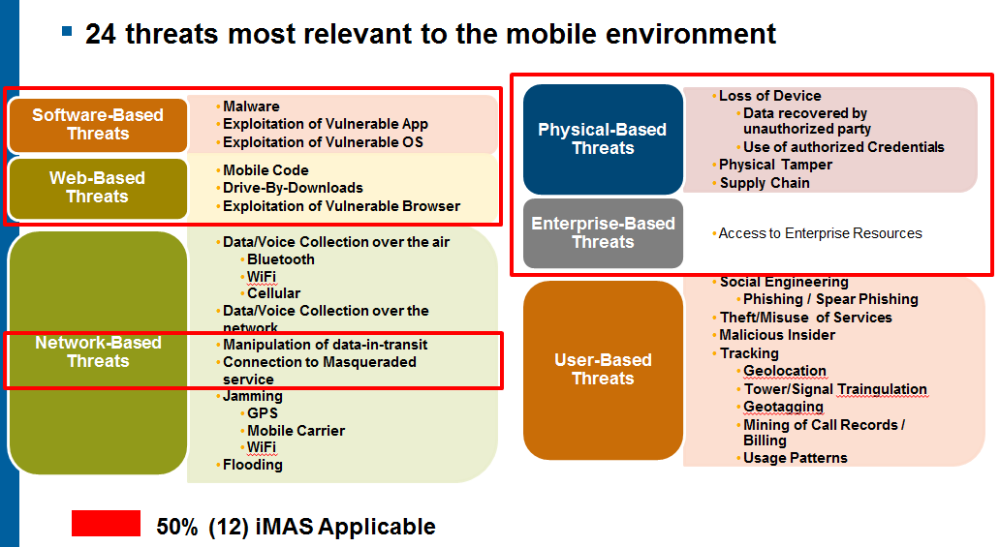 24 threats most relevant to the mobile environment
Software-Based
Threats
Malware
Exploitation of Vulnerable App
Exploitation of Vulnerable OS
Web-Based
Threats
Mobile Code
Drive-By-Downloads
Exploitation of Vulnerable Browser
Network-Based
Threats
Data/Voice Collection over the air
Bluetooth
WiFi
Cellular
Data/Voice Collection over the
network
Manipulation of data-in-transit
Connection to Masqueraded
service
Jamming
GPS
Mobile Carrier
WiFi
Flooding
Physical-Based
Threats
Loss of Device
Data recovered by
unauthorized party
Use of authorized Credentials
Physical Tamper
Supply Chain
Enterprise-Based
Threats
Access to Enterprise Resources
User-Based
Threats
Social Engineering
Phishing / Spear Phishing
Theft/Misuse of Services
Malicious Insider
Tracking
Geolocation
Tower/Signal Traingulation
Geotagging
Mining of Call Records /
Billing
Usage Patterns
50% (12) iMAS Applicable